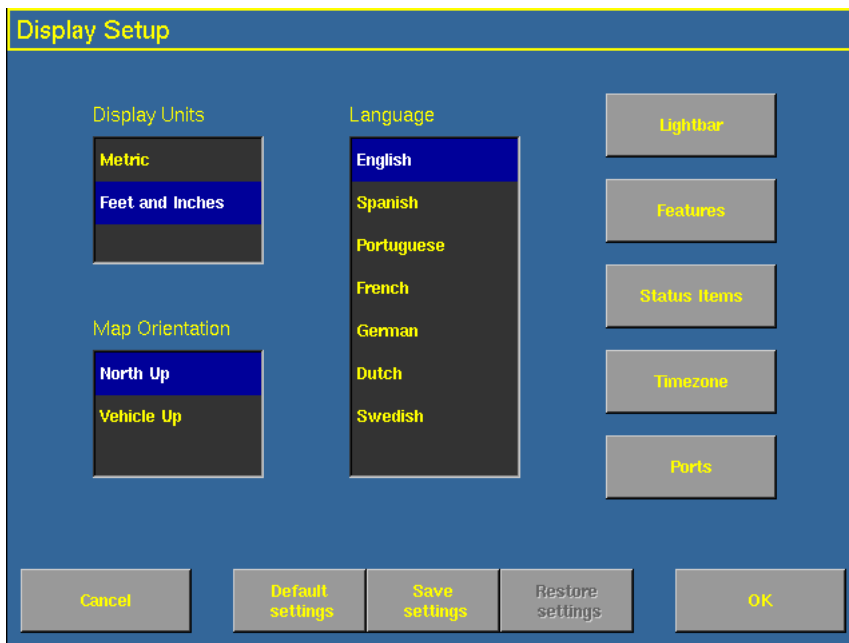 Display Setup
Display Units
Metric
Feet and Inches
Map Orientation
North Up
Vehicle Up
Language
English
Spanish
Portuguese
French
German
Dutch
Swedish
Lightbar
Features
Status Items
Timezone
Ports
Cancel
Default
settings
Save
settings
Restore
settings
OK